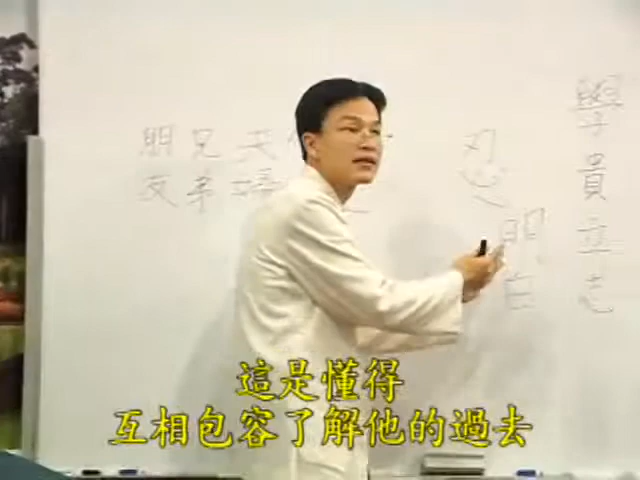 學貴立志
忍
明白
夫婦
兄弟
朋友
這是懂得
互相包容了解他的過去